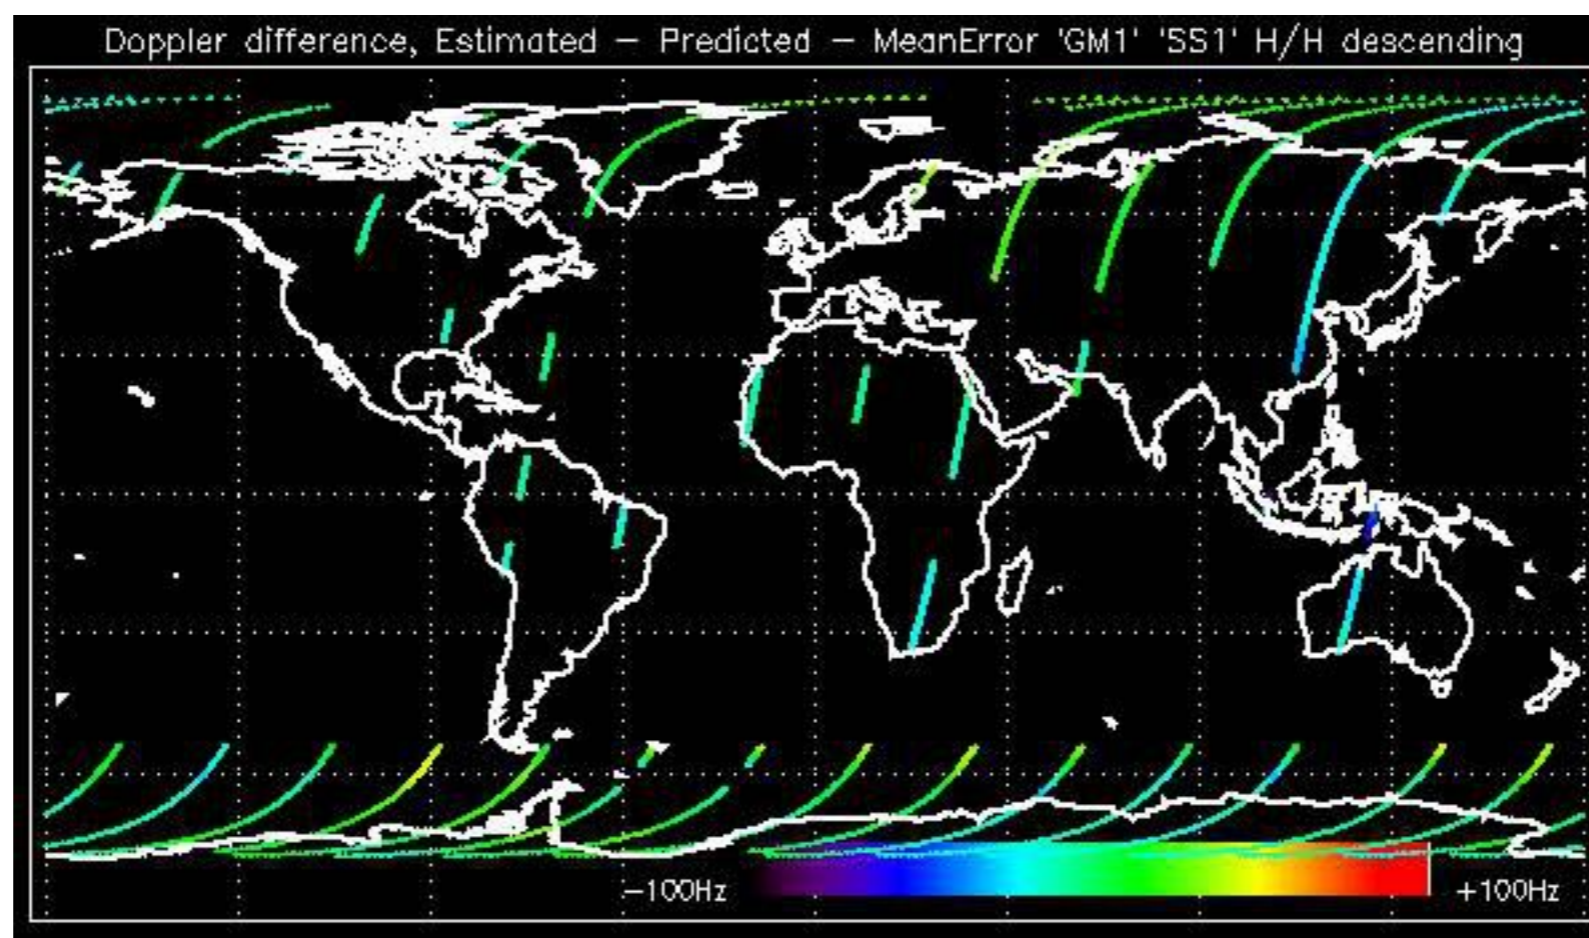 Doppler difference, Estimated – Predicted – MeanError 'GM1' 'SS1' H/H descending
–100Hz
+100Hz